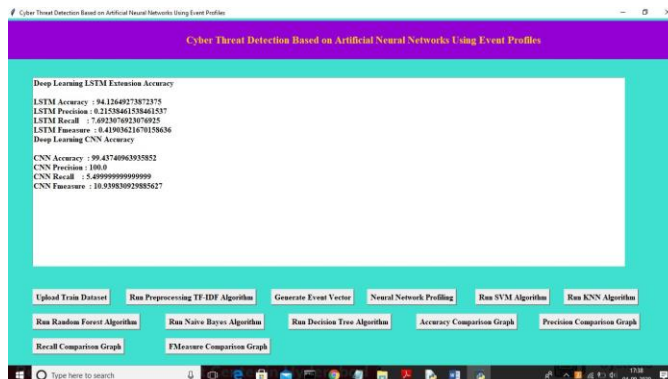 Cyber Threat Detection Based on Artificial Neural Networks Using Event Profiles
Cyber Threat Detection Based on Artificial Neural Networks Using Event Profiles
Deep Learning LSTM Extension Accuracy
LSTM Accuracy : 94.12649273872375
LSTM Precision : 0.21538461538461537
LSTM Recall : 7.6923076923076925
LSTM Fmeasure : 0.41903621670158636
Deep Learning CNN Accuracy
CNN Accuracy : 99.43740963935852
CNN Precision : 100.0
CNN Recall : 5.499999999999999
CNN Fmeasure : 10.939830929885627
Upload Train Dataset Run Preprocessing TF-IDF Algorithm Generate Event Vector Neural Network Profiling Run SVM Algorithm Run KNN Algorithm
Run Random Forest Algorithm Run Naive Bayes Algorithm Run Decision Tree Algorithm Accuracy Comparison Graph Precision Comparison Graph
Recall Comparison Graph FMeasure Comparison Graph
Type here to search
17:38